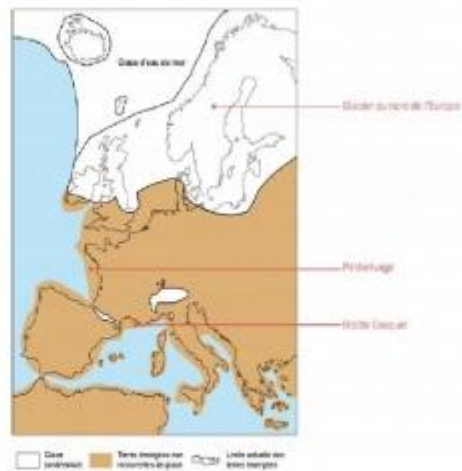 Glace d'eau de mer
Glacier du nord de l'Europe
Grotte Cosquer
Glace
continentale
Terres émergées non
recouvertes de glace
Limite actuelle des
terres émergées